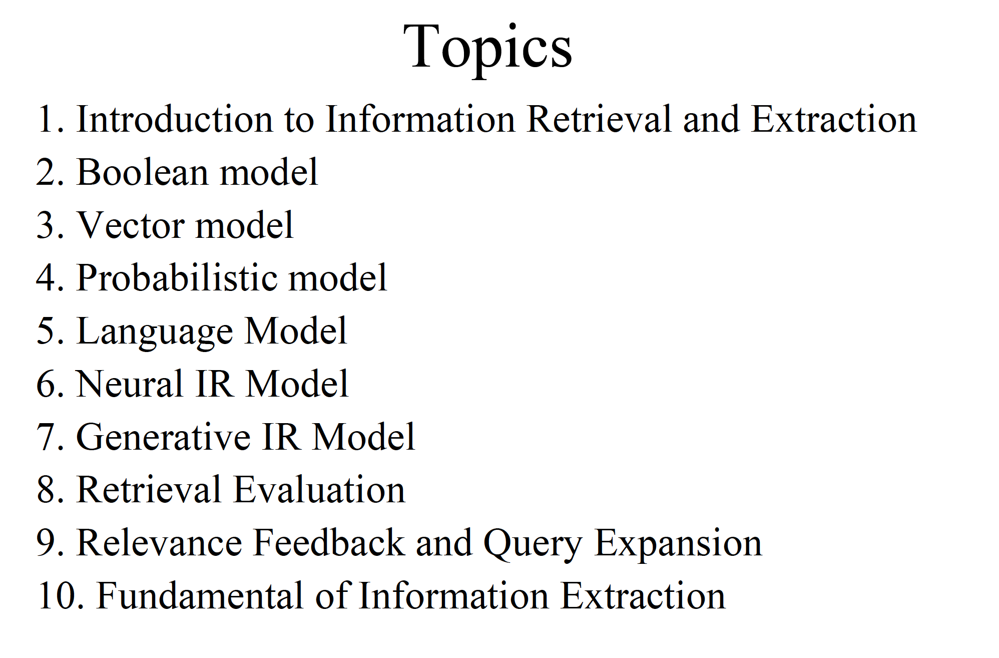 Topics
1. Introduction to Information Retrieval and Extraction
2. Boolean model
3. Vector model
4. Probabilistic model
5. Language Model
6. Neural IR Model
7. Generative IR Model
8. Retrieval Evaluation
9. Relevance Feedback and Query Expansion
10. Fundamental of Information Extraction